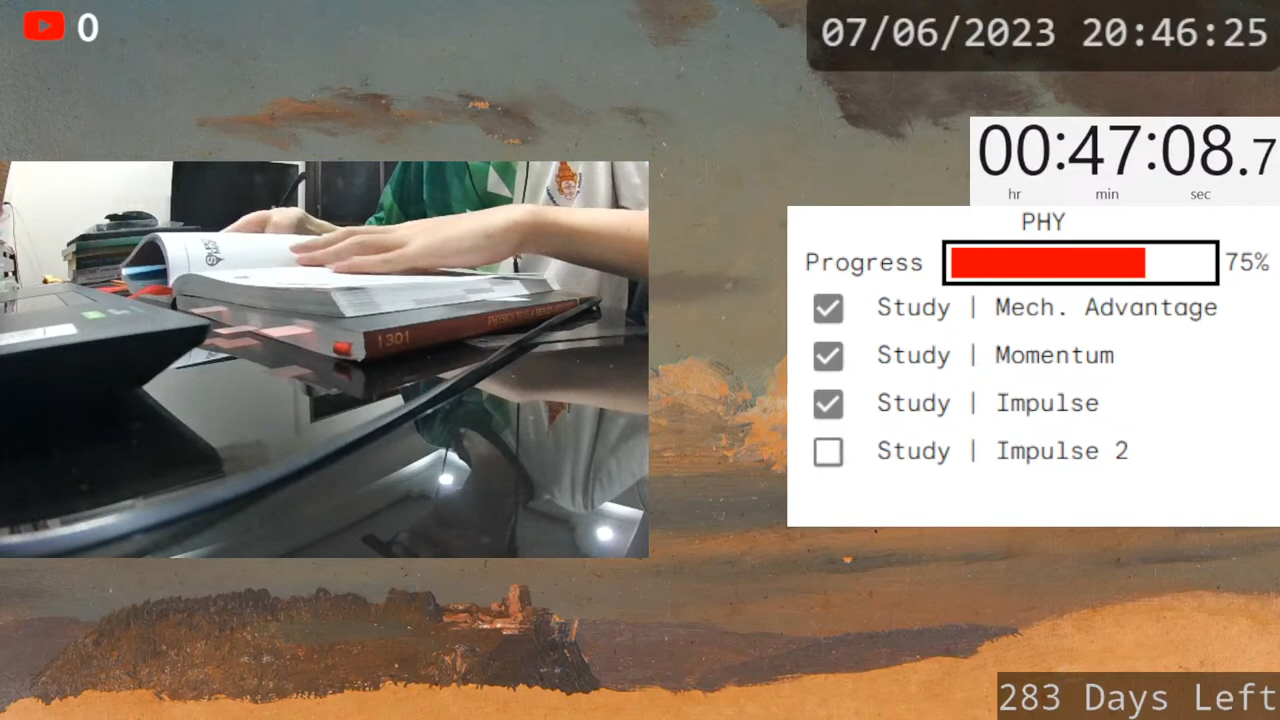 0
07/06/2023 20:46:25
00:47:08.7
hr min sec
PHY
Progress 75%
Study | Mech. Advantage
Study | Momentum
Study | Impulse
Study | Impulse 2
1301
283 Days Left